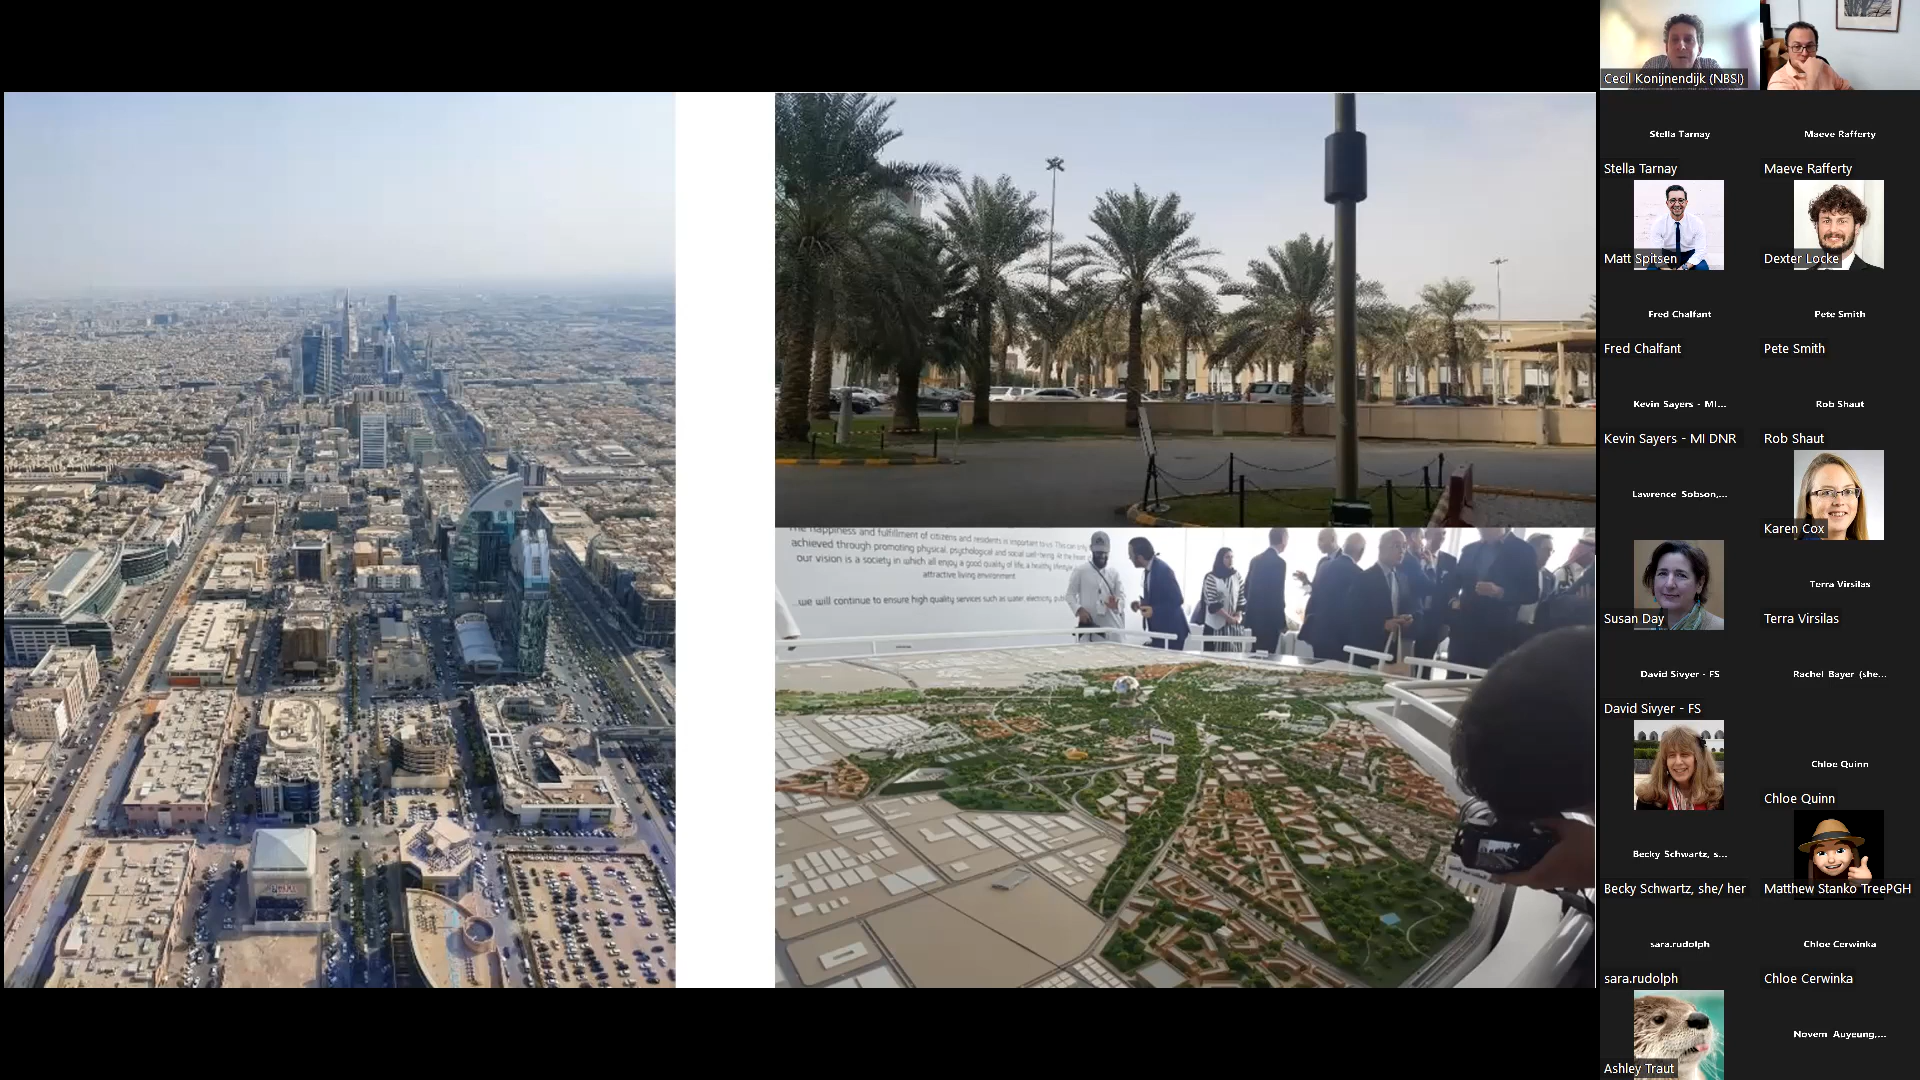 The happiness and fulfillment of citizens and residents is important to us. This can only be
achieved through promoting physical, psychological and social well-being. At the heart of
our vision is a society in which all enjoy a good quality of life, a healthy lifestyle
attractive living environment
...we will continue to ensure high quality services such as water, electricity, public
Cecil Konijnendijk (NBSI)
Stella Tarnay
Maeve Rafferty
Stella Tarnay
Maeve Rafferty
Matt Spitsen
Dexter Locke
Fred Chalfant
Pete Smith
Fred Chalfant
Pete Smith
Kevin Sayers - MI...
Rob Shaut
Kevin Sayers - MI DNR
Rob Shaut
Lawrence Sobson,...
Karen Cox
Terra Virsilas
Susan Day
Terra Virsilas
David Sivyer - FS
Rachel Bayer (she...
David Sivyer - FS
Chloe Quinn
Chloe Quinn
Becky Schwartz, s...
Becky Schwartz, she/ her
Matthew Stanko TreePGH
sara.rudolph
Chloe Cerwinka
sara.rudolph
Chloe Cerwinka
Novem Auyeung,...
Ashley Traut